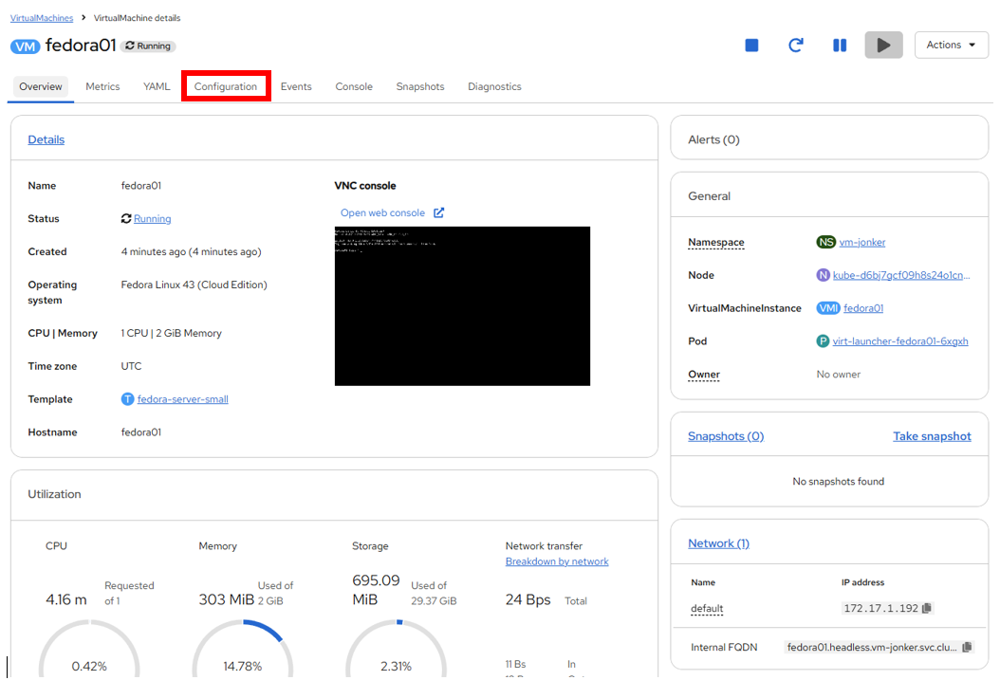 VirtualMachines > VirtualMachine details
VM fedora01 Running
Actions
Overview Metrics YAML Configuration Events Console Snapshots Diagnostics
Details
Name fedora01
Status Running
Created 4 minutes ago (4 minutes ago)
Operating system Fedora Linux 43 (Cloud Edition)
CPU | Memory 1 CPU | 2 GiB Memory
Time zone UTC
Template T fedora-server-small
Hostname fedora01
VNC console
Open web console
Utilization
CPU
4.16 m Requested of 1
0.42%
Memory
303 MiB Used of 2 GiB
14.78%
Storage
695.09 MiB Used of 29.37 GiB
2.31%
Network transfer
Breakdown by network
24 Bps Total
11 Bs In
Alerts (0)
General
Namespace NS vm-jonker
Node N kube-d6bj7gcf09h8s24o1cn...
VirtualMachineInstance VMI fedora01
Pod P virt-launcher-fedora01-6xgxh
Owner No owner
Snapshots (0) Take snapshot
No snapshots found
Network (1)
Name IP address
default 172.17.1.192
Internal FQDN fedora01.headless.vm-jonker.svc.clu...